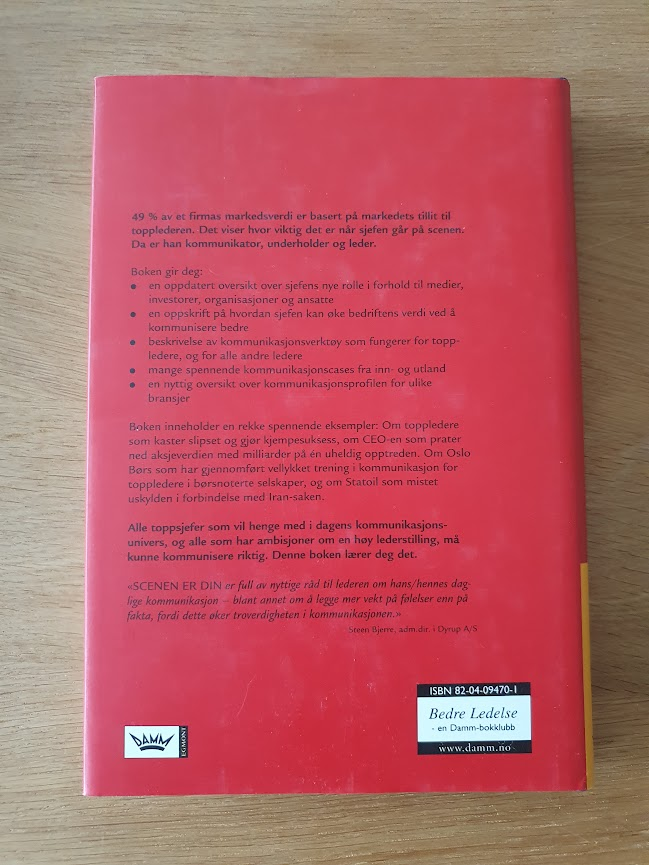 49 % av et firmas markedsverdi er basert på markedets tillit til
topplederen. Det viser hvor viktig det er når sjefen går på scenen.
Da er han kommunikator, underholder og leder.
Boken gir deg:
• en oppdatert oversikt over sjefens nye rolle i forhold til medier,
investorer, organisasjoner og ansatte
• en oppskrift på hvordan sjefen kan øke bedriftens verdi ved å
kommunisere bedre
• beskrivelse av kommunikasjonsverktøy som fungerer for topp-
ledere, og for alle andre ledere
• mange spennende kommunikasjonscases fra inn- og utland
• en nyttig oversikt over kommunikasjonsprofilen for ulike
bransjer
Boken inneholder en rekke spennende eksempler: Om toppledere
som kaster slipset og gjør kjempesuksess, om CEO-en som prater
ned aksjeverdien med milliarder på én uheldig opptreden. Om Oslo
Børs som har gjennomført vellykket trening i kommunikasjon for
toppledere i børsnoterte selskaper, og om Statoil som mistet
uskylden i forbindelse med Iran-saken.
Alle toppsjefer som vil henge med i dagens kommunikasjons-
univers, og alle som har ambisjoner om en høy lederstilling, må
kunne kommunisere riktig. Denne boken lærer deg det.
«SCENEN ER DIN er full av nyttige råd til lederen om hans/hennes dag-
lige kommunikasjon – blant annet om å legge mer vekt på følelser enn på
fakta, fordi dette øker troverdigheten i kommunikasjonen.»
Steen Bjerre, adm.dir. i Dyrup A/S
ISBN 82-04-09470-1
Bedre Ledelse
- en Damm-bokklubb
www.damm.no
DAMM
EGMONT